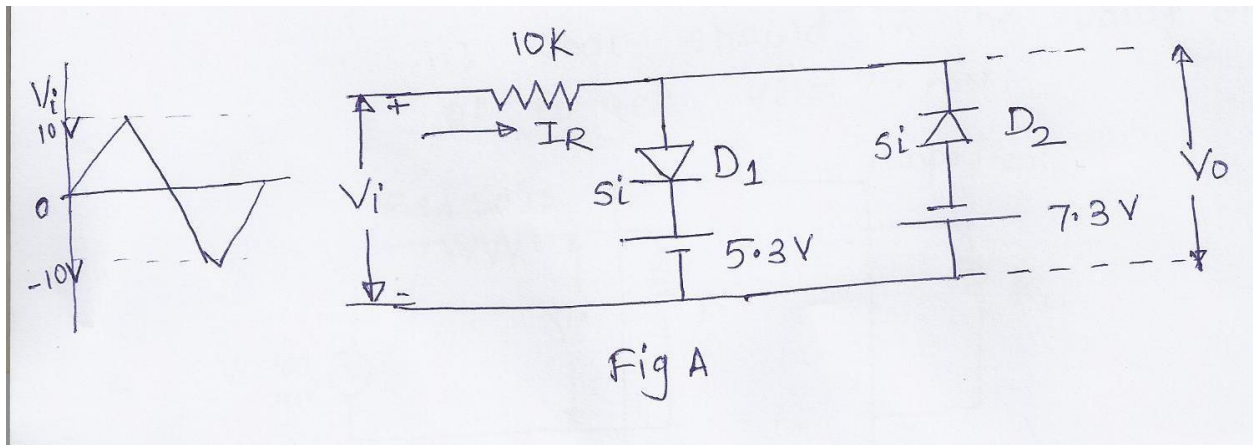 Vi
10V
0
-10V
10K
+
IR
Vi
-
Si
D1
5.3V
Si
D2
7.3V
Vo
Fig A